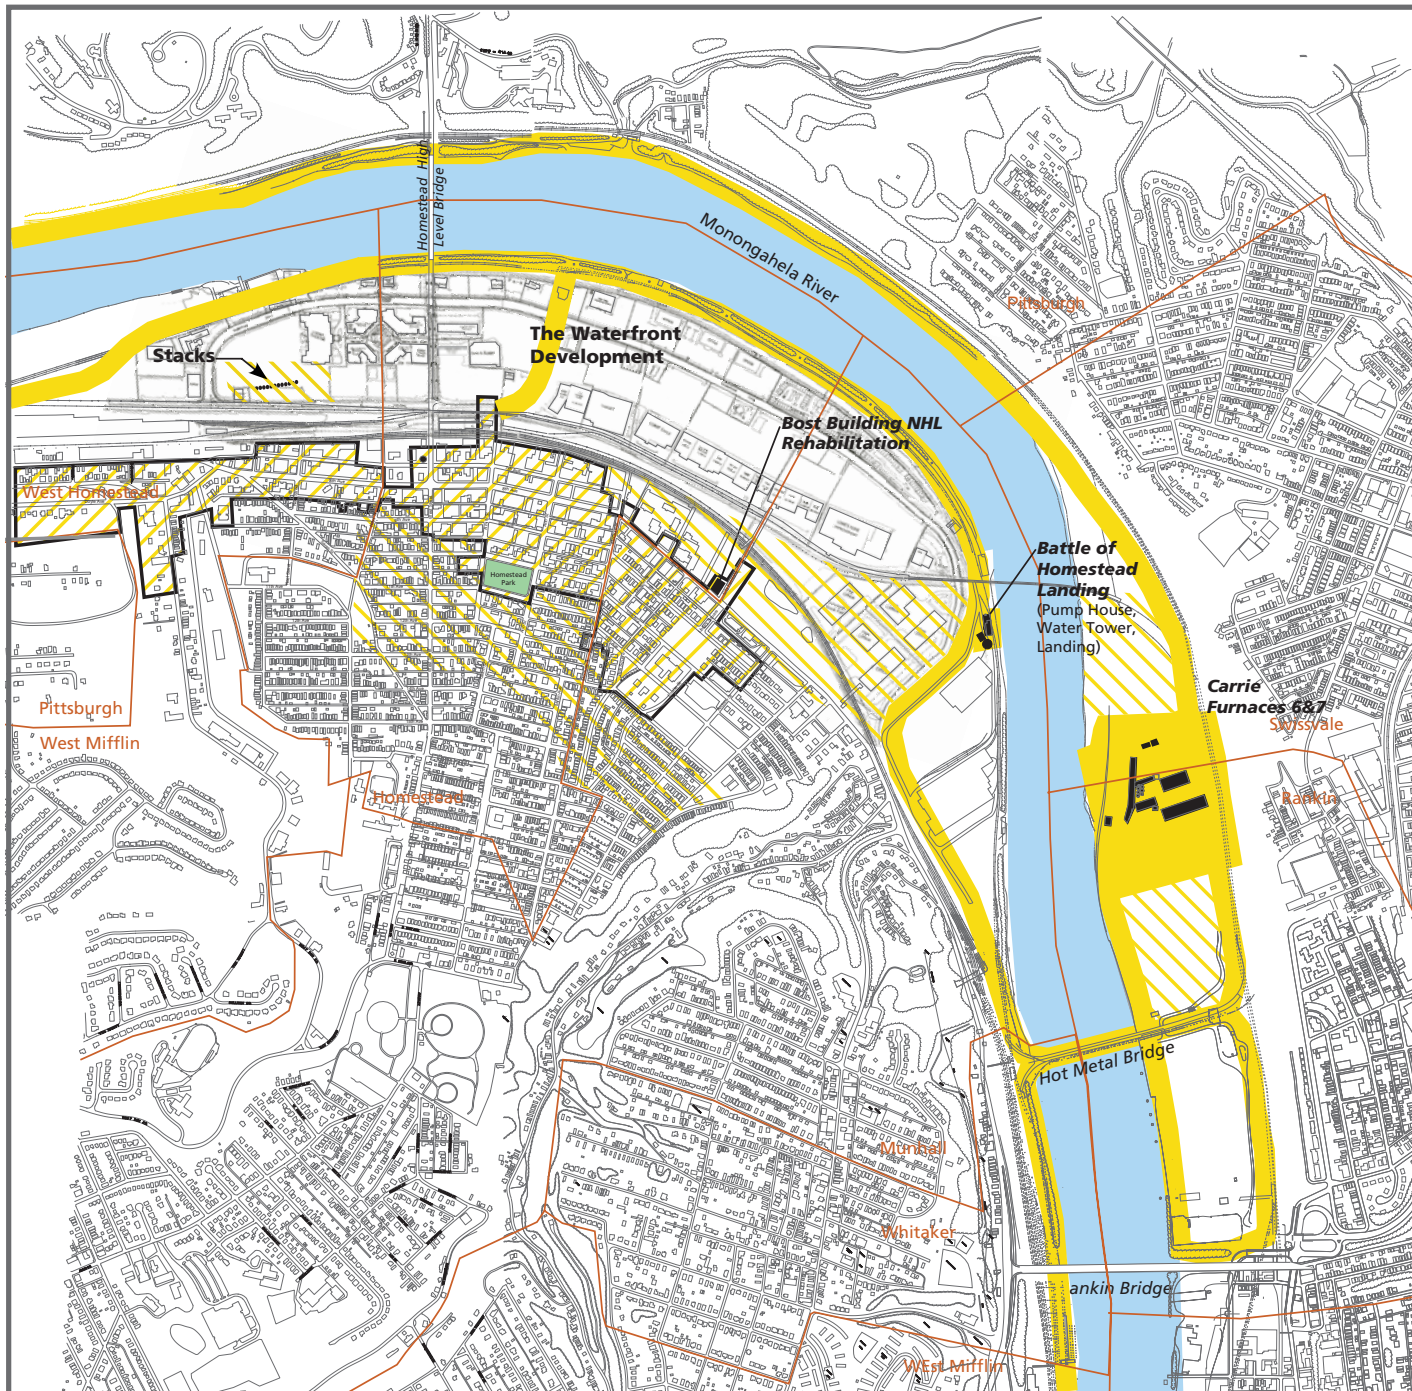 Homestead High
Level Bridge
Monongahela River
Pittsburgh
The Waterfront
Development
Stacks
Bost Building NHL
Rehabilitation
West Homestead
Battle of
Homestead
Landing
(Pump House,
Water Tower,
Landing)
Homestead
Park
Carrie
Furnaces 6&7
Swissvale
Pittsburgh
West Mifflin
Homestead
Rankin
Hot Metal Bridge
Munhall
Whitaker
ankin Bridge
WEst Mifflin